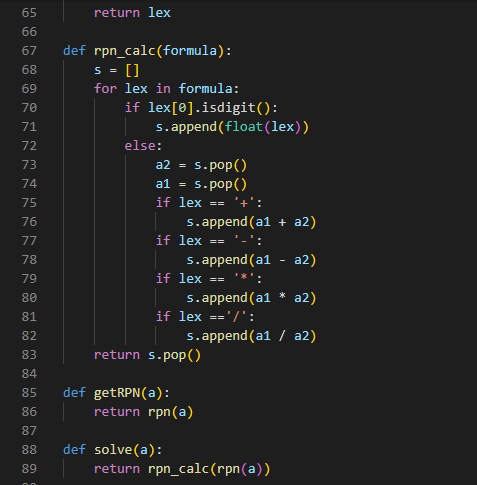 65 return lex
66
67 def rpn_calc(formula):
68 s = []
69 for lex in formula:
70 if lex[0].isdigit():
71 s.append(float(lex))
72 else:
73 a2 = s.pop()
74 a1 = s.pop()
75 if lex == '+':
76 s.append(a1 + a2)
77 if lex == '-':
78 s.append(a1 - a2)
79 if lex == '*':
80 s.append(a1 * a2)
81 if lex =='/':
82 s.append(a1 / a2)
83 return s.pop()
84
85 def getRPN(a):
86 return rpn(a)
87
88 def solve(a):
89 return rpn_calc(rpn(a))